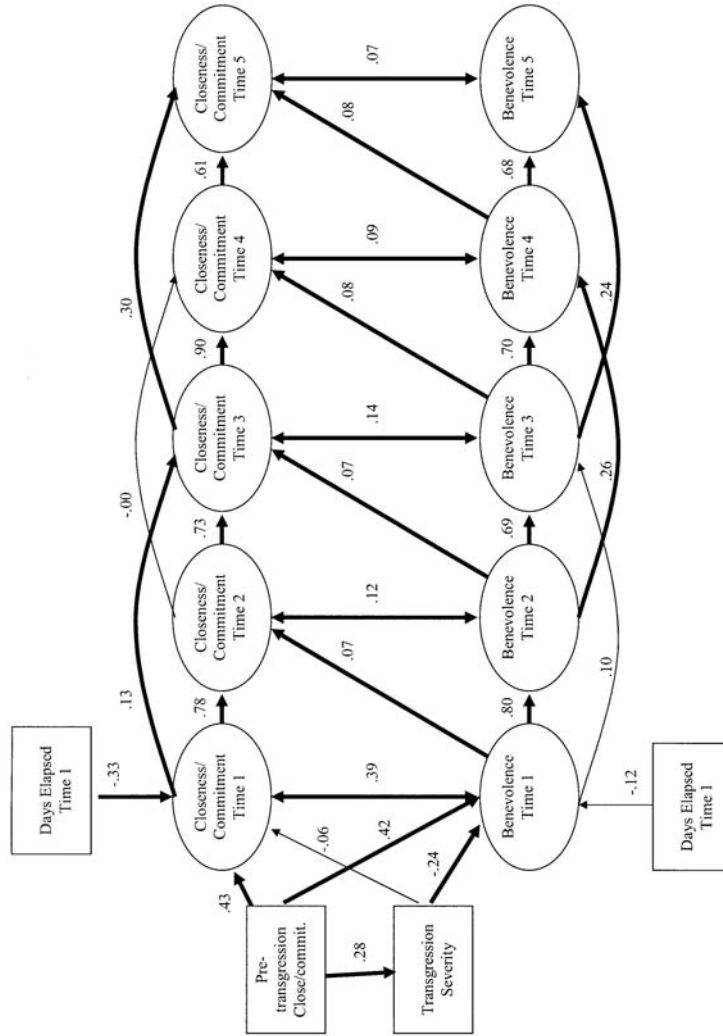 Days Elapsed
Time 1
-.33
.13
-.00
.30
Closeness/
Commitment
Time 1
.78
Closeness/
Commitment
Time 2
.73
Closeness/
Commitment
Time 3
.90
Closeness/
Commitment
Time 4
.61
Closeness/
Commitment
Time 5
.43
Pre-
transgression
Close/commit.
.28
Transgression
Severity
-.06
.42
-.24
.39
.07
.12
.07
.14
.08
.09
.08
.07
Benevolence
Time 1
.80
Benevolence
Time 2
.69
Benevolence
Time 3
.70
Benevolence
Time 4
.68
Benevolence
Time 5
-.12
.10
.26
.24
Days Elapsed
Time 1